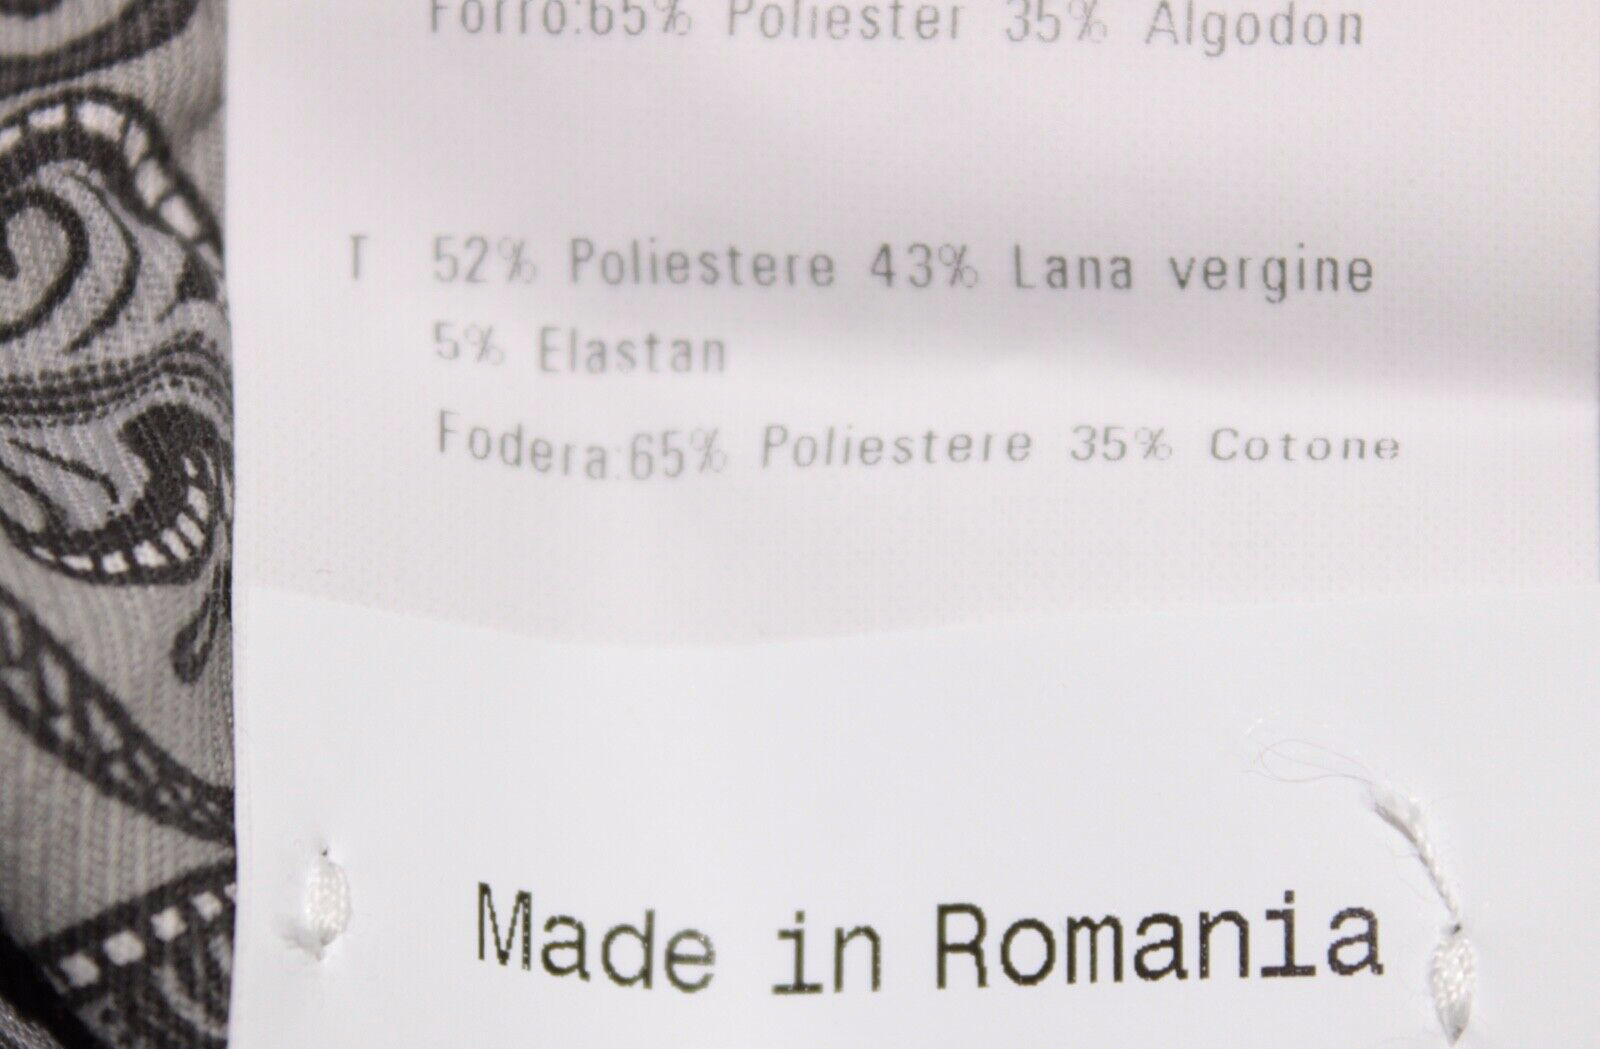 Forro:65% Poliester 35% Algodon
T 52% Poliestere 43% Lana vergine
5% Elastan
Fodera:65% Poliestere 35% Cotone
Made in Romania